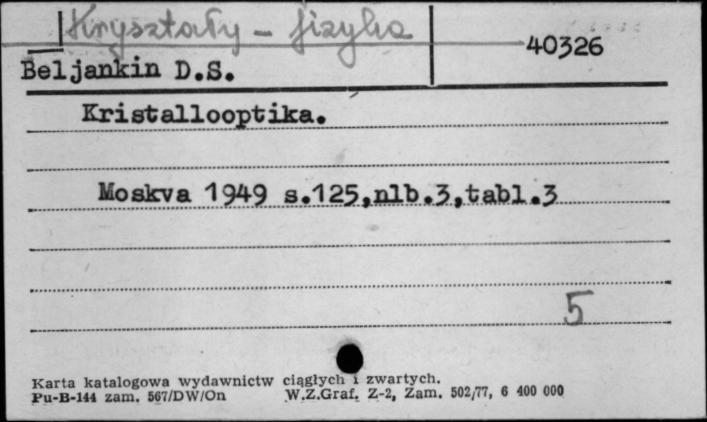 Kryształy - fizyka
40326
Beljankin D.S.
Kristallooptika.
Moskva 1949 s.125,nlb.3,tabl.3
5
Karta katalogowa wydawnictw ciągłych i zwartych.
Pu-B-144 zam. 567/DW/On W.Z.Graf. Z-2, Zam. 502/77, 6 400 000